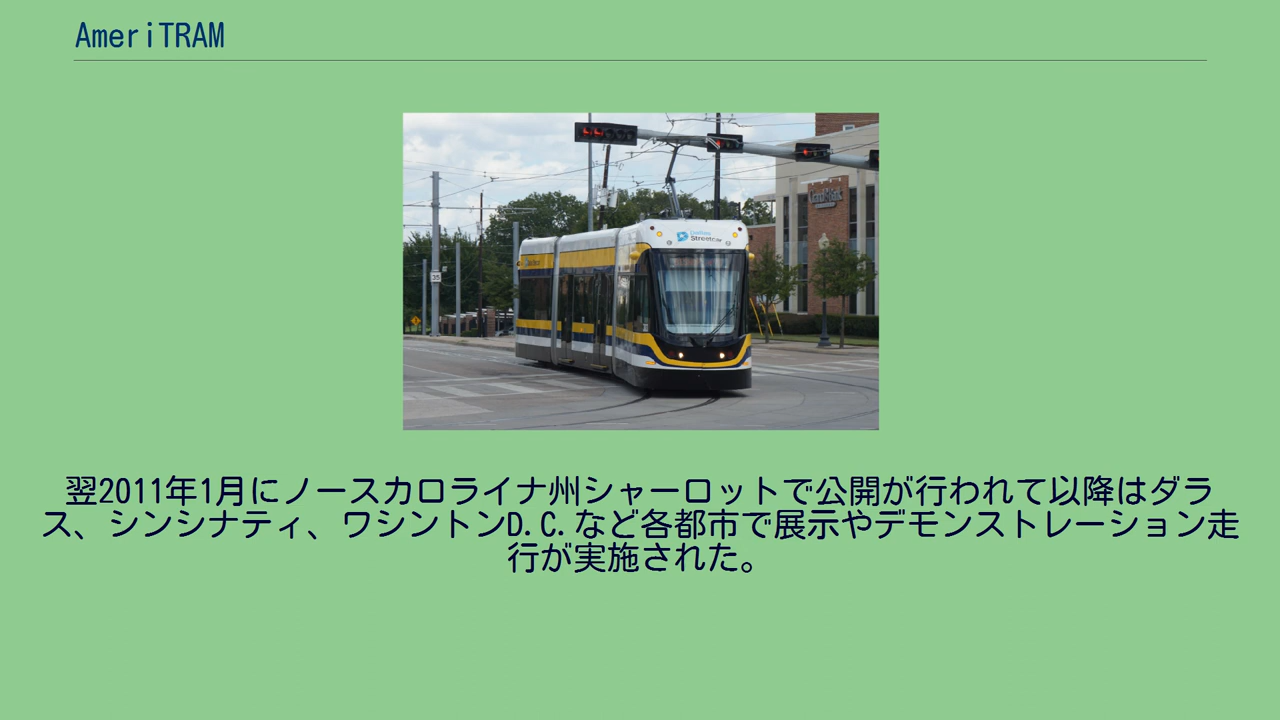 AmeriTRAM
Dallas
Streetcar
35
翌2011年1月にノースカロライナ州シャーロットで公開が行われて以降はダラ
ス、シンシナティ、ワシントンD.C.など各都市で展示やデモンストレーション走
行が実施された。